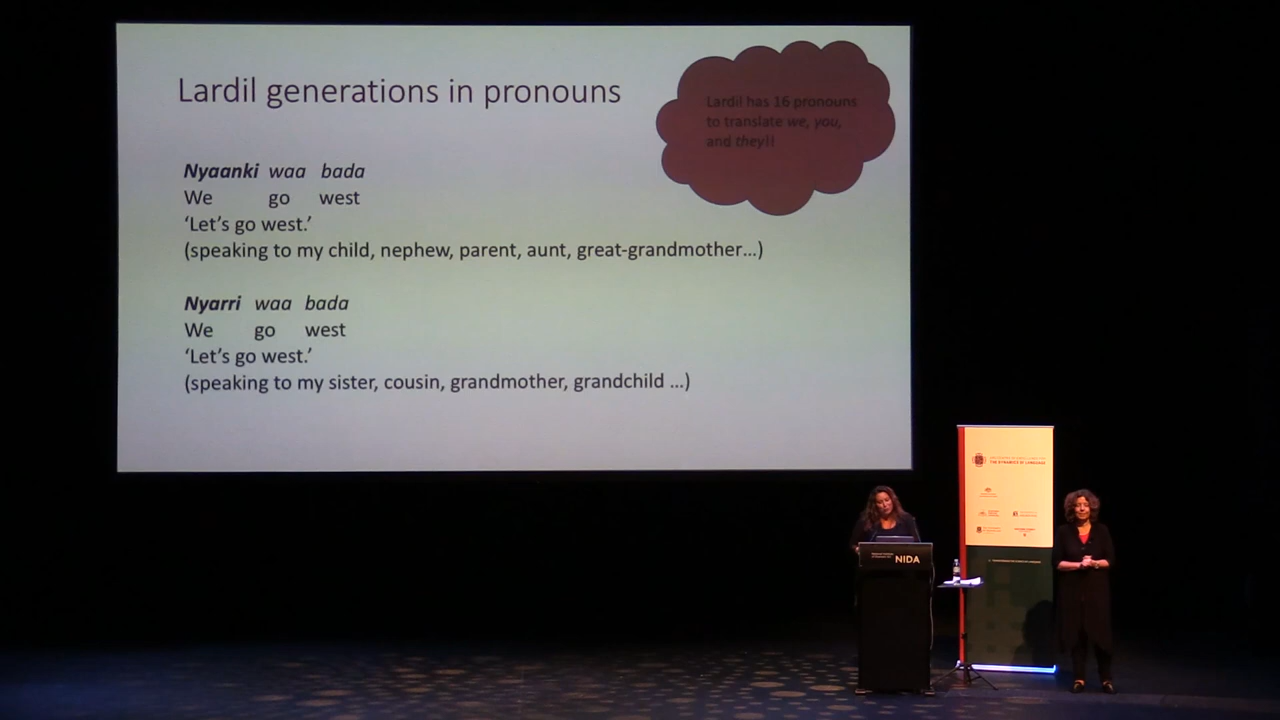 Lardil generations in pronouns
Lardil has 16 pronouns
to translate we, you,
and they!!
Nyaanki waa bada
We go west
‘Let’s go west.’
(speaking to my child, nephew, parent, aunt, great-grandmother…)
Nyarri waa bada
We go west
‘Let’s go west.’
(speaking to my sister, cousin, grandmother, grandchild …)
THE DYNAMICS OF LANGUAGE
NIDA